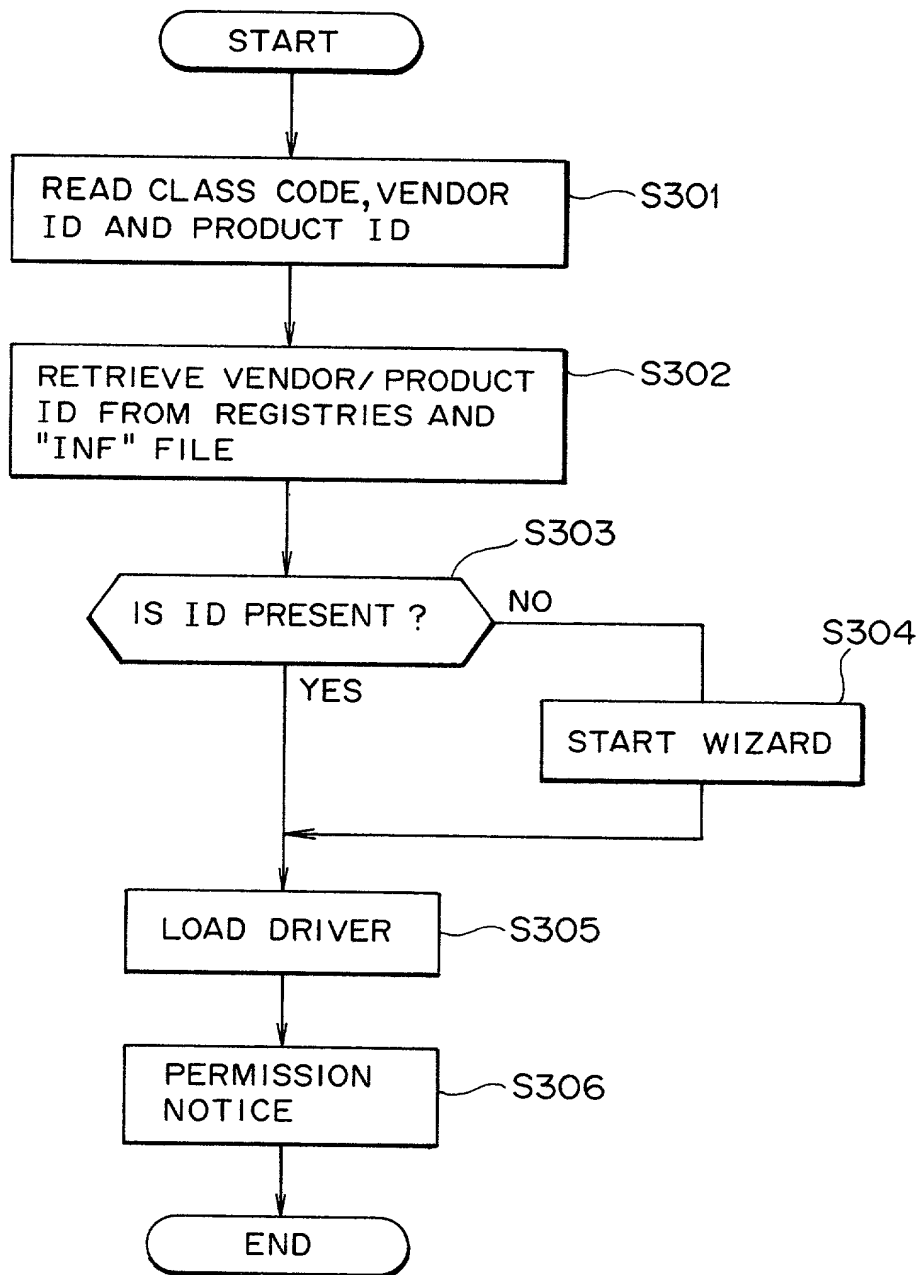 START
READ CLASS CODE, VENDOR
ID AND PRODUCT ID
S301
RETRIEVE VENDOR/PRODUCT
ID FROM REGISTRIES AND
"INF" FILE
S302
S303
IS ID PRESENT ?
NO
YES
S304
START WIZARD
LOAD DRIVER
S305
PERMISSION
NOTICE
S306
END